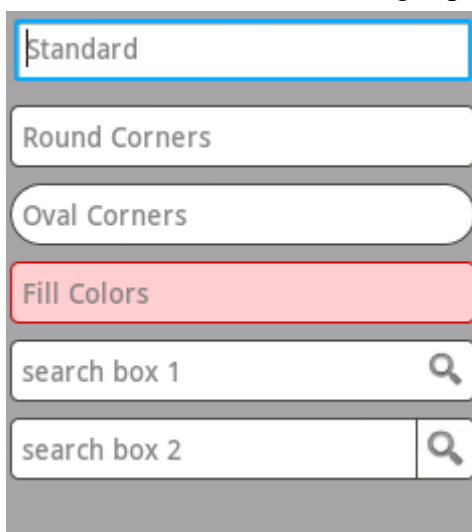 Standard
Round Corners
Oval Corners
Fill Colors
search box 1
search box 2